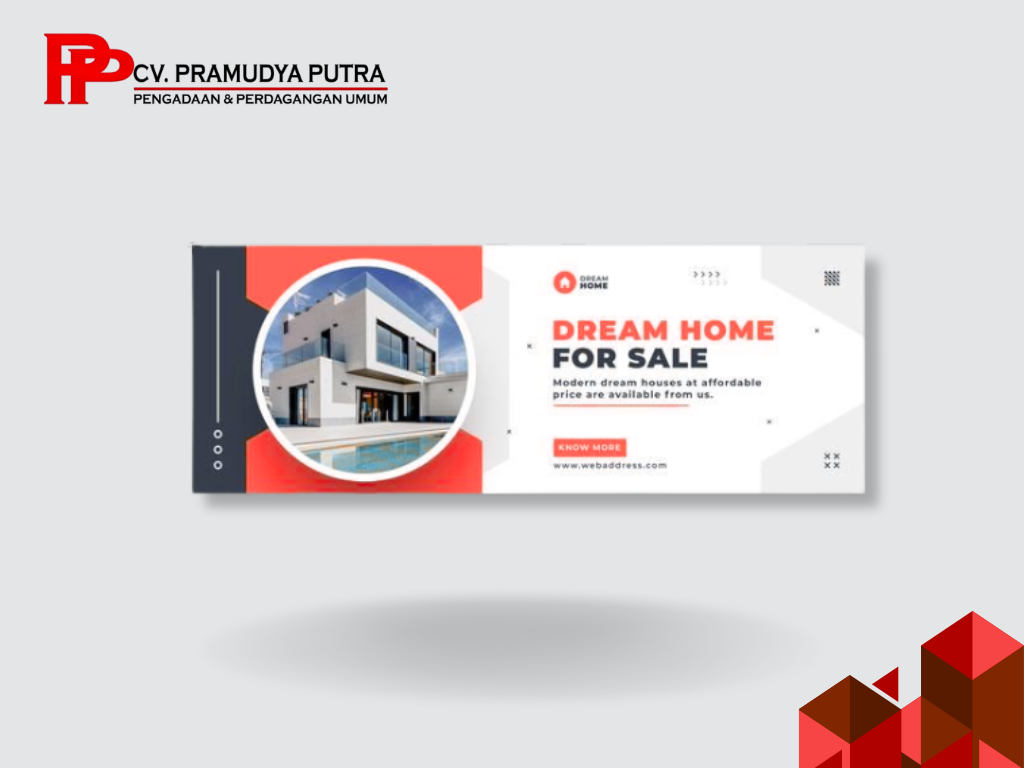 PP
CV. PRAMUDYA PUTRA
PENGADAAN & PERDAGANGAN UMUM
DREAM
HOME
DREAM HOME
FOR SALE
Modern dream houses at affordable
price are available from us.
KNOW MORE
www.webaddress.com